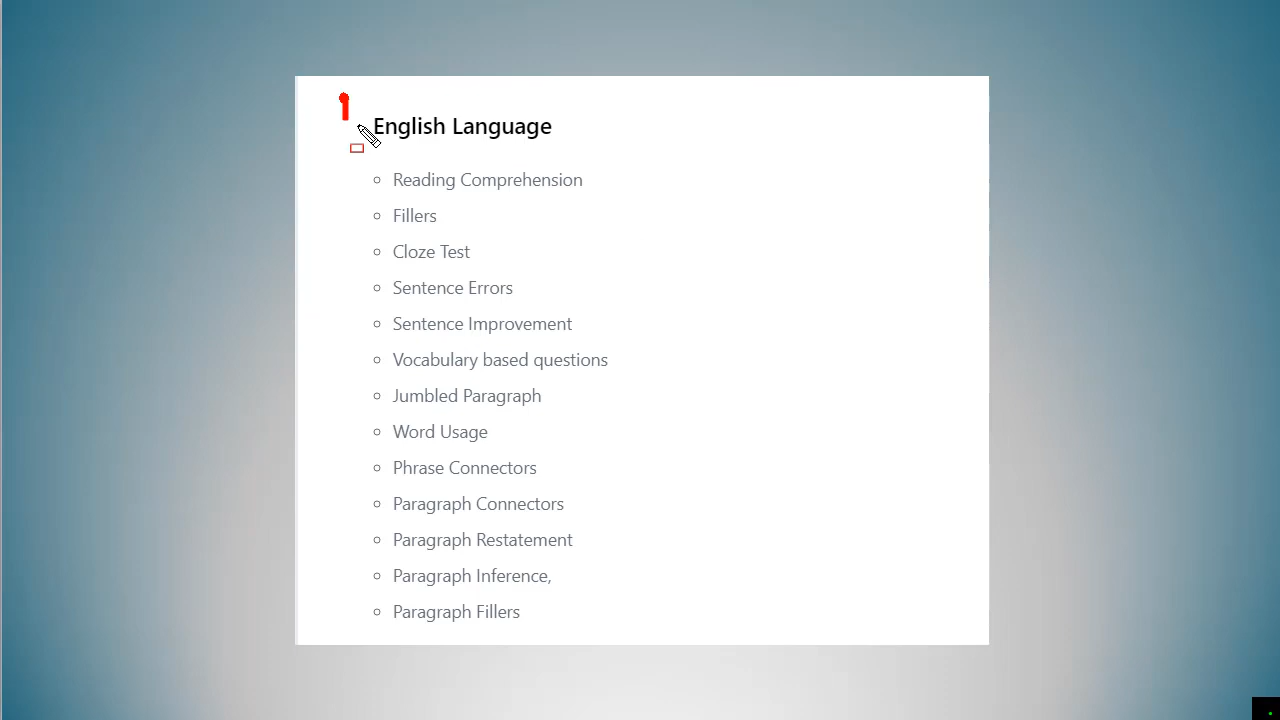 English Language
Reading Comprehension
Fillers
Cloze Test
Sentence Errors
Sentence Improvement
Vocabulary based questions
Jumbled Paragraph
Word Usage
Phrase Connectors
Paragraph Connectors
Paragraph Restatement
Paragraph Inference,
Paragraph Fillers